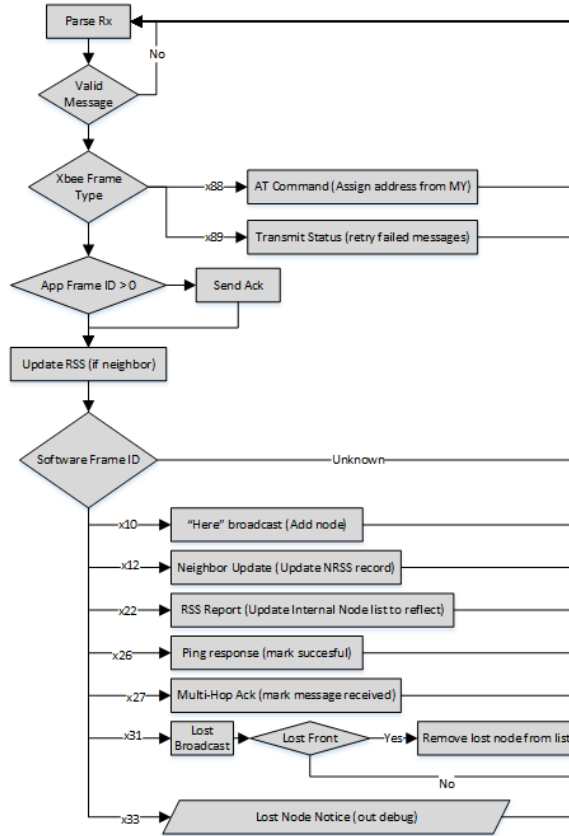 Parse Rx
No
Valid
Message
Xbee Frame
Type
x88
AT Command (Assign address from MY)
x89
Transmit Status (retry failed messages)
App Frame ID > 0
Send Ack
Update RSS (if neighbor)
Software Frame ID
Unknown
x10
“Here” broadcast (Add node)
x12
Neighbor Update (Update NRSS record)
x22
RSS Report (Update Internal Node list to reflect)
x26
Ping response (mark succesful)
x27
Multi-Hop Ack (mark message received)
x31
Lost
Broadcast
Lost Front
Yes
Remove lost node from list
No
x33
Lost Node Notice (out debug)